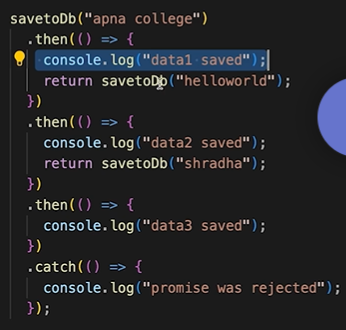 savetoDb("apna college")
  .then(() => {
    console.log("data1 saved");
    return savetoDb("helloworld");
  })
  .then(() => {
    console.log("data2 saved");
    return savetoDb("shradha");
  })
  .then(() => {
    console.log("data3 saved");
  })
  .catch(() => {
    console.log("promise was rejected");
  });